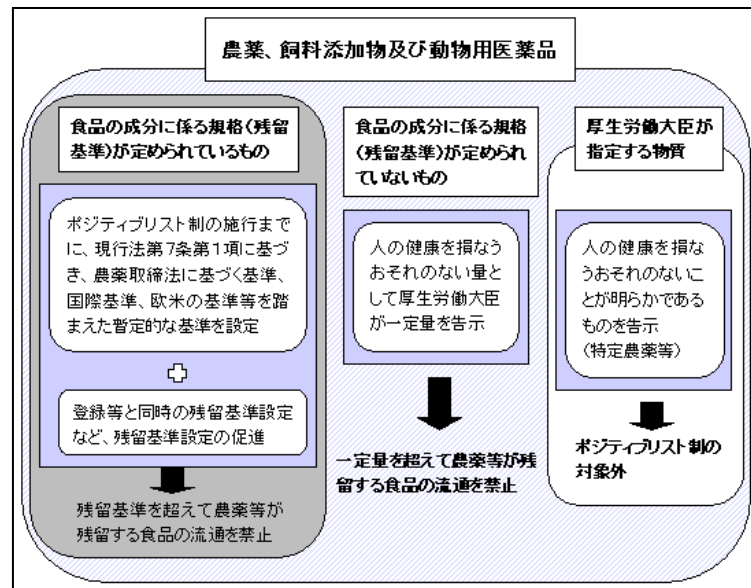 農薬、飼料添加物及び動物用医薬品
食品の成分に係る規格(残留
基準)が定められているもの
ポジティブリスト制の施行まで
に、現行法第7条第1項に基づ
き、農薬取締法に基づく基準、
国際基準、欧米の基準等を踏
まえた暫定的な基準を設定
登録等と同時の残留基準設定
など、残留基準設定の促進
残留基準を超えて農薬等が
残留する食品の流通を禁止
食品の成分に係る規格
(残留基準)が定められ
ていないもの
人の健康を損なう
おそれのない量と
して厚生労働大臣
が一定量を告示
一定量を超えて農薬等が残
留する食品の流通を禁止
厚生労働大臣が
指定する物質
人の健康を損な
うおそれのないこ
とが明らかである
ものを告示
(特定農薬等)
ポジティブリスト制の
対象外